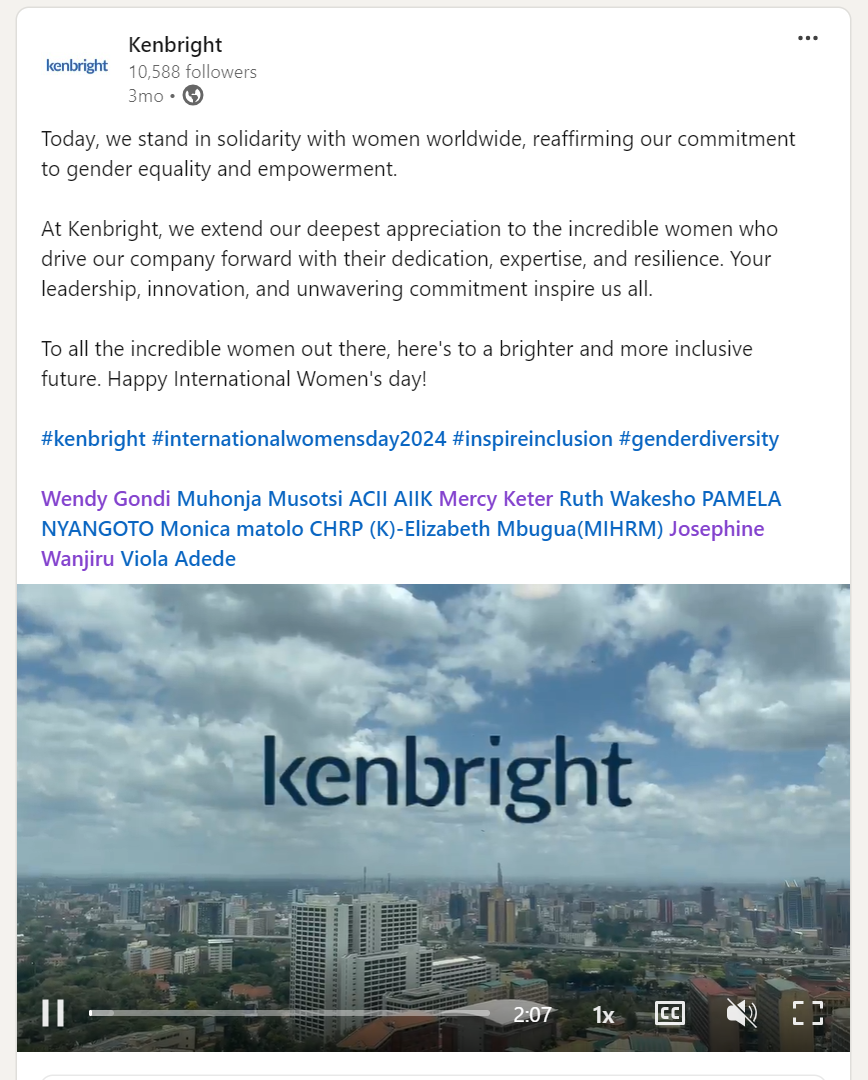 Kenbright
kenbright
10,588 followers
3mo •
Today, we stand in solidarity with women worldwide, reaffirming our commitment
to gender equality and empowerment.
At Kenbright, we extend our deepest appreciation to the incredible women who
drive our company forward with their dedication, expertise, and resilience. Your
leadership, innovation, and unwavering commitment inspire us all.
To all the incredible women out there, here's to a brighter and more inclusive
future. Happy International Women's day!
#kenbright #internationalwomensday2024 #inspireinclusion #genderdiversity
Wendy Gondi Muhonja Musotsi ACII AIIK Mercy Keter Ruth Wakesho PAMELA
NYANGOTO Monica matolo CHRP (K)-Elizabeth Mbugua(MIHRM) Josephine
Wanjiru Viola Adede
kenbright
2:07 1x CC